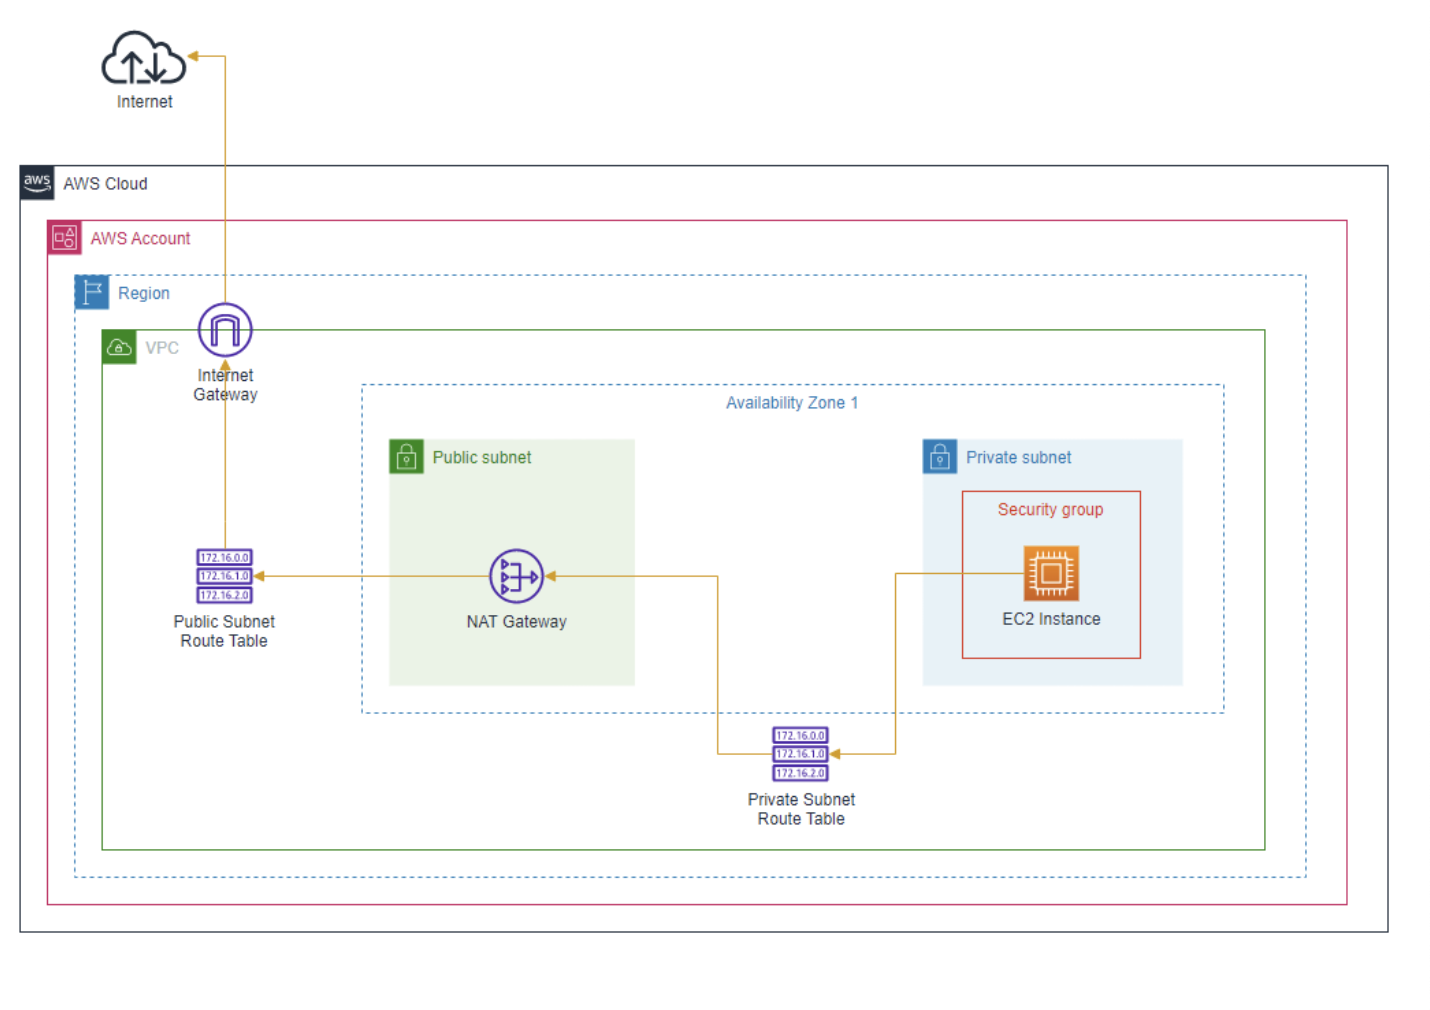 Internet
aws
AWS Cloud
AWS Account
Region
VPC
Internet
Gateway
Availability Zone 1
Public subnet
Private subnet
Security group
172.16.0.0
172.16.1.0
172.16.2.0
Public Subnet
Route Table
NAT Gateway
EC2 Instance
172.16.0.0
172.16.1.0
172.16.2.0
Private Subnet
Route Table